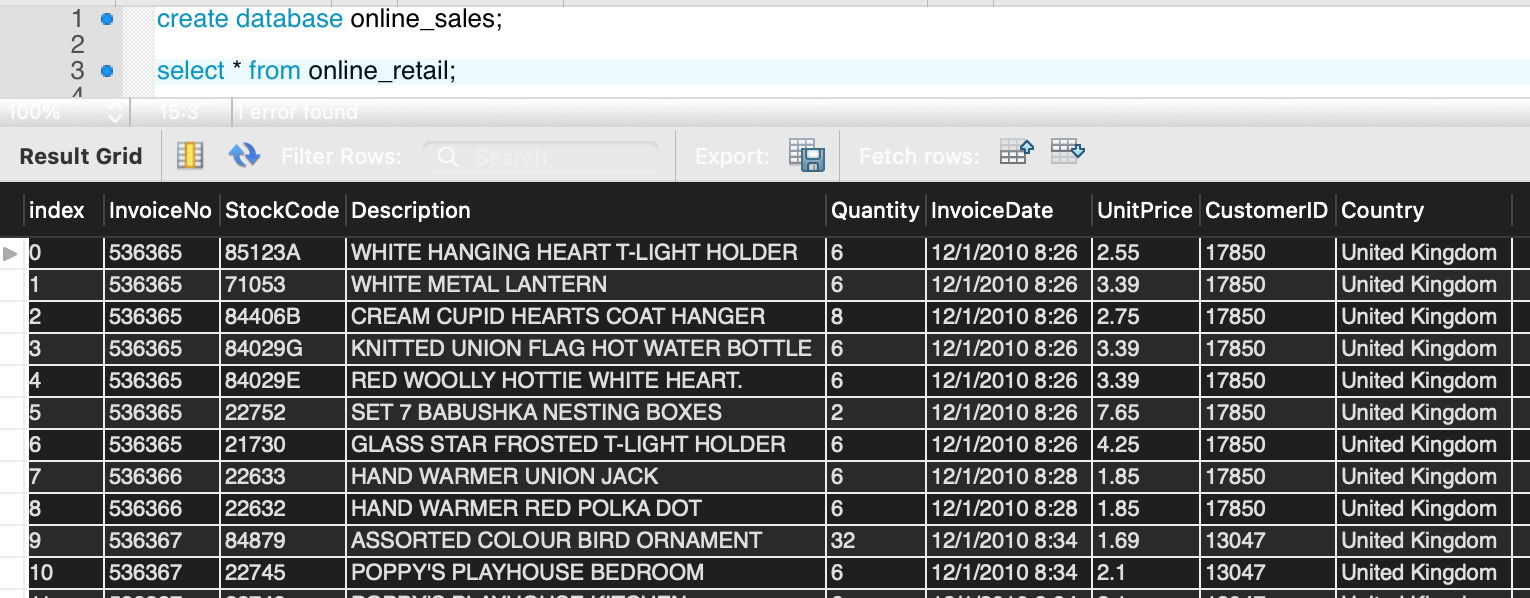 1 create database online_sales;
2
3 select * from online_retail;
4
100% 15:3 1 error found
Result Grid Filter Rows: Search Export: Fetch rows:
index InvoiceNo StockCode Description Quantity InvoiceDate UnitPrice CustomerID Country
0 536365 85123A WHITE HANGING HEART T-LIGHT HOLDER 6 12/1/2010 8:26 2.55 17850 United Kingdom
1 536365 71053 WHITE METAL LANTERN 6 12/1/2010 8:26 3.39 17850 United Kingdom
2 536365 84406B CREAM CUPID HEARTS COAT HANGER 8 12/1/2010 8:26 2.75 17850 United Kingdom
3 536365 84029G KNITTED UNION FLAG HOT WATER BOTTLE 6 12/1/2010 8:26 3.39 17850 United Kingdom
4 536365 84029E RED WOOLLY HOTTIE WHITE HEART. 6 12/1/2010 8:26 3.39 17850 United Kingdom
5 536365 22752 SET 7 BABUSHKA NESTING BOXES 2 12/1/2010 8:26 7.65 17850 United Kingdom
6 536365 21730 GLASS STAR FROSTED T-LIGHT HOLDER 6 12/1/2010 8:26 4.25 17850 United Kingdom
7 536366 22633 HAND WARMER UNION JACK 6 12/1/2010 8:28 1.85 17850 United Kingdom
8 536366 22632 HAND WARMER RED POLKA DOT 6 12/1/2010 8:28 1.85 17850 United Kingdom
9 536367 84879 ASSORTED COLOUR BIRD ORNAMENT 32 12/1/2010 8:34 1.69 13047 United Kingdom
10 536367 22745 POPPY'S PLAYHOUSE BEDROOM 6 12/1/2010 8:34 2.1 13047 United Kingdom